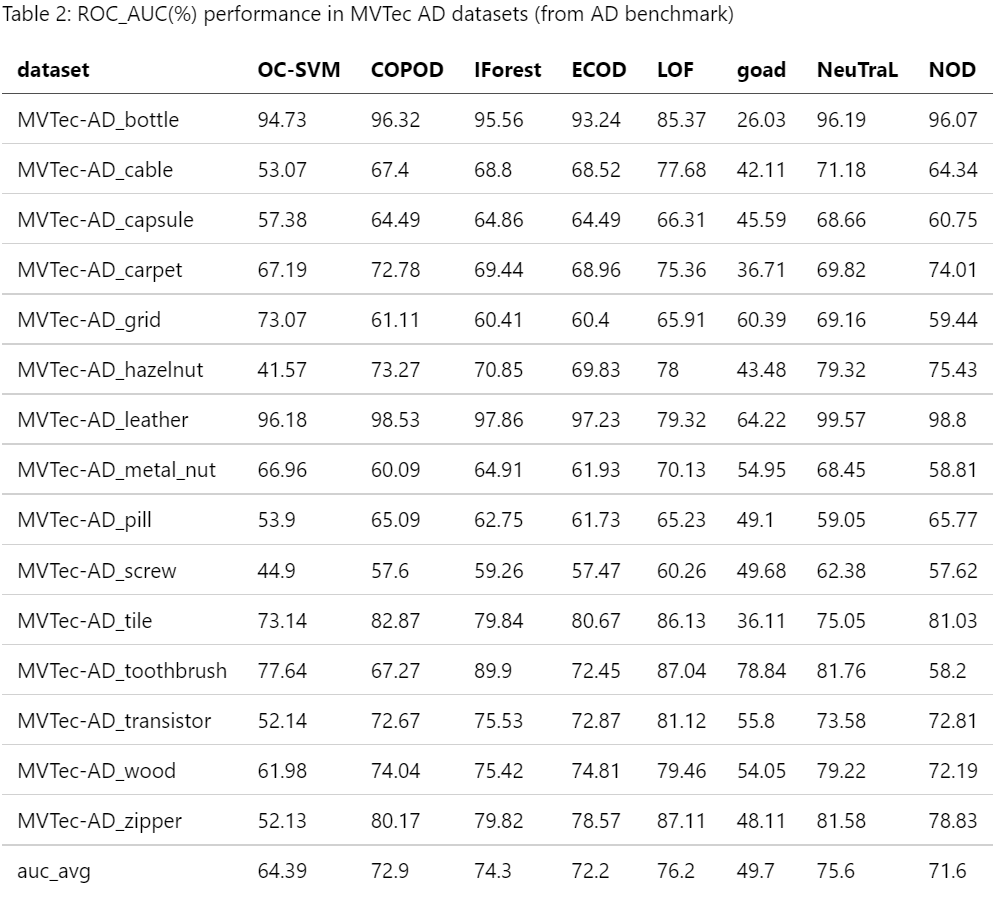 Table 2: ROC_AUC(%) performance in MVTec AD datasets (from AD benchmark)
dataset OC-SVM COPOD IForest ECOD LOF goad NeuTraL NOD
MVTec-AD_bottle 94.73 96.32 95.56 93.24 85.37 26.03 96.19 96.07
MVTec-AD_cable 53.07 67.4 68.8 68.52 77.68 42.11 71.18 64.34
MVTec-AD_capsule 57.38 64.49 64.86 64.49 66.31 45.59 68.66 60.75
MVTec-AD_carpet 67.19 72.78 69.44 68.96 75.36 36.71 69.82 74.01
MVTec-AD_grid 73.07 61.11 60.41 60.4 65.91 60.39 69.16 59.44
MVTec-AD_hazelnut 41.57 73.27 70.85 69.83 78 43.48 79.32 75.43
MVTec-AD_leather 96.18 98.53 97.86 97.23 79.32 64.22 99.57 98.8
MVTec-AD_metal_nut 66.96 60.09 64.91 61.93 70.13 54.95 68.45 58.81
MVTec-AD_pill 53.9 65.09 62.75 61.73 65.23 49.1 59.05 65.77
MVTec-AD_screw 44.9 57.6 59.26 57.47 60.26 49.68 62.38 57.62
MVTec-AD_tile 73.14 82.87 79.84 80.67 86.13 36.11 75.05 81.03
MVTec-AD_toothbrush 77.64 67.27 89.9 72.45 87.04 78.84 81.76 58.2
MVTec-AD_transistor 52.14 72.67 75.53 72.87 81.12 55.8 73.58 72.81
MVTec-AD_wood 61.98 74.04 75.42 74.81 79.46 54.05 79.22 72.19
MVTec-AD_zipper 52.13 80.17 79.82 78.57 87.11 48.11 81.58 78.83
auc_avg 64.39 72.9 74.3 72.2 76.2 49.7 75.6 71.6